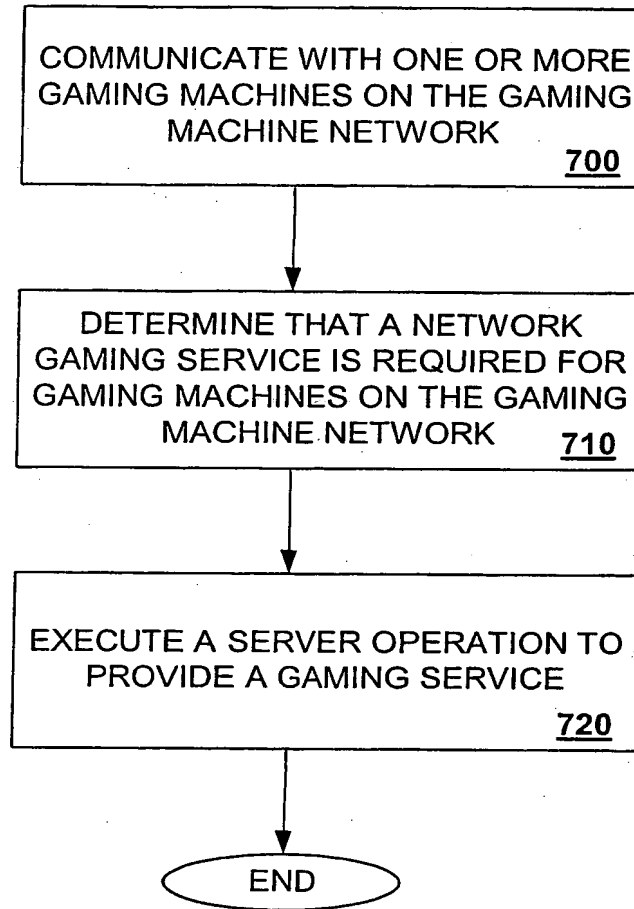 COMMUNICATE WITH ONE OR MORE
GAMING MACHINES ON THE GAMING
MACHINE NETWORK
700
DETERMINE THAT A NETWORK
GAMING SERVICE IS REQUIRED FOR
GAMING MACHINES ON THE GAMING
MACHINE NETWORK
710
EXECUTE A SERVER OPERATION TO
PROVIDE A GAMING SERVICE
720
END